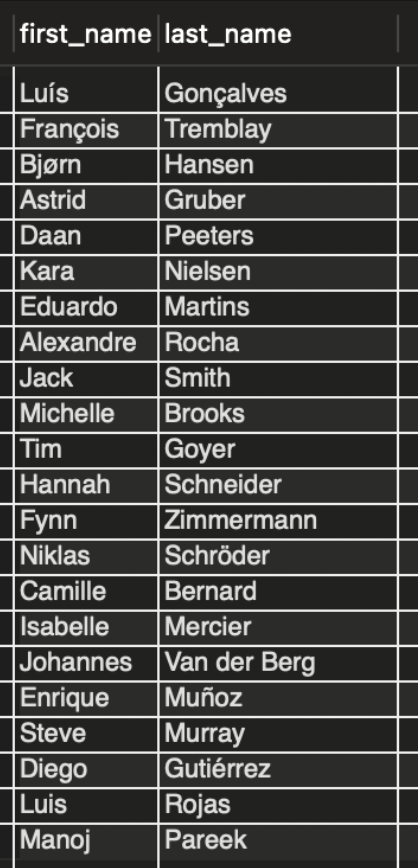 first_name last_name
Luís Gonçalves
François Tremblay
Bjørn Hansen
Astrid Gruber
Daan Peeters
Kara Nielsen
Eduardo Martins
Alexandre Rocha
Jack Smith
Michelle Brooks
Tim Goyer
Hannah Schneider
Fynn Zimmermann
Niklas Schröder
Camille Bernard
Isabelle Mercier
Johannes Van der Berg
Enrique Muñoz
Steve Murray
Diego Gutiérrez
Luis Rojas
Manoj Pareek